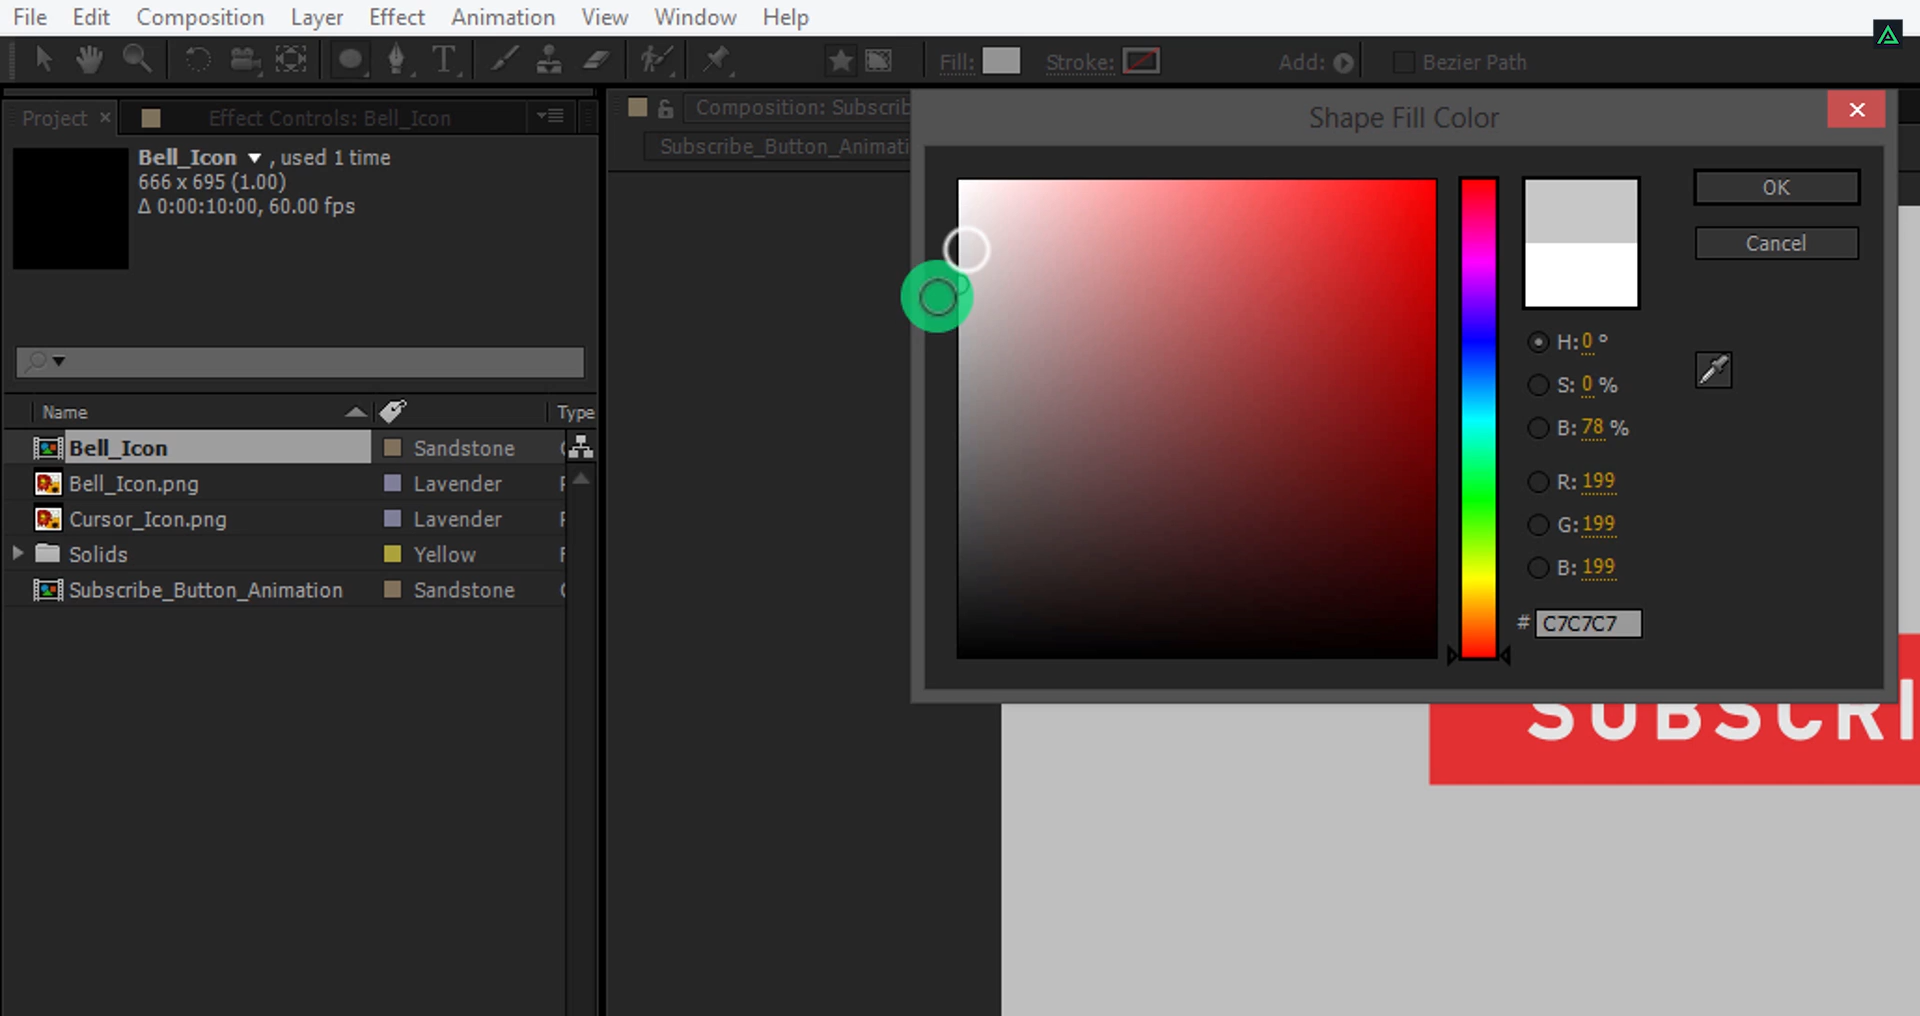 File Edit Composition Layer Effect Animation View Window Help
Fill: Stroke: Add: Bezier Path
Project × Effect Controls: Bell_Icon
Composition: Subscrib
Subscribe_Button_Animati
Bell_Icon ▼ , used 1 time
666 x 695 (1.00)
Δ 0:00:10:00, 60.00 fps
Name Type
Bell_Icon Sandstone
Bell_Icon.png Lavender
Cursor_Icon.png Lavender
Solids Yellow
Subscribe_Button_Animation Sandstone
Shape Fill Color
OK
Cancel
H: 0 °
S: 0 %
B: 78 %
R: 199
G: 199
B: 199
# C7C7C7
SUBSCRI